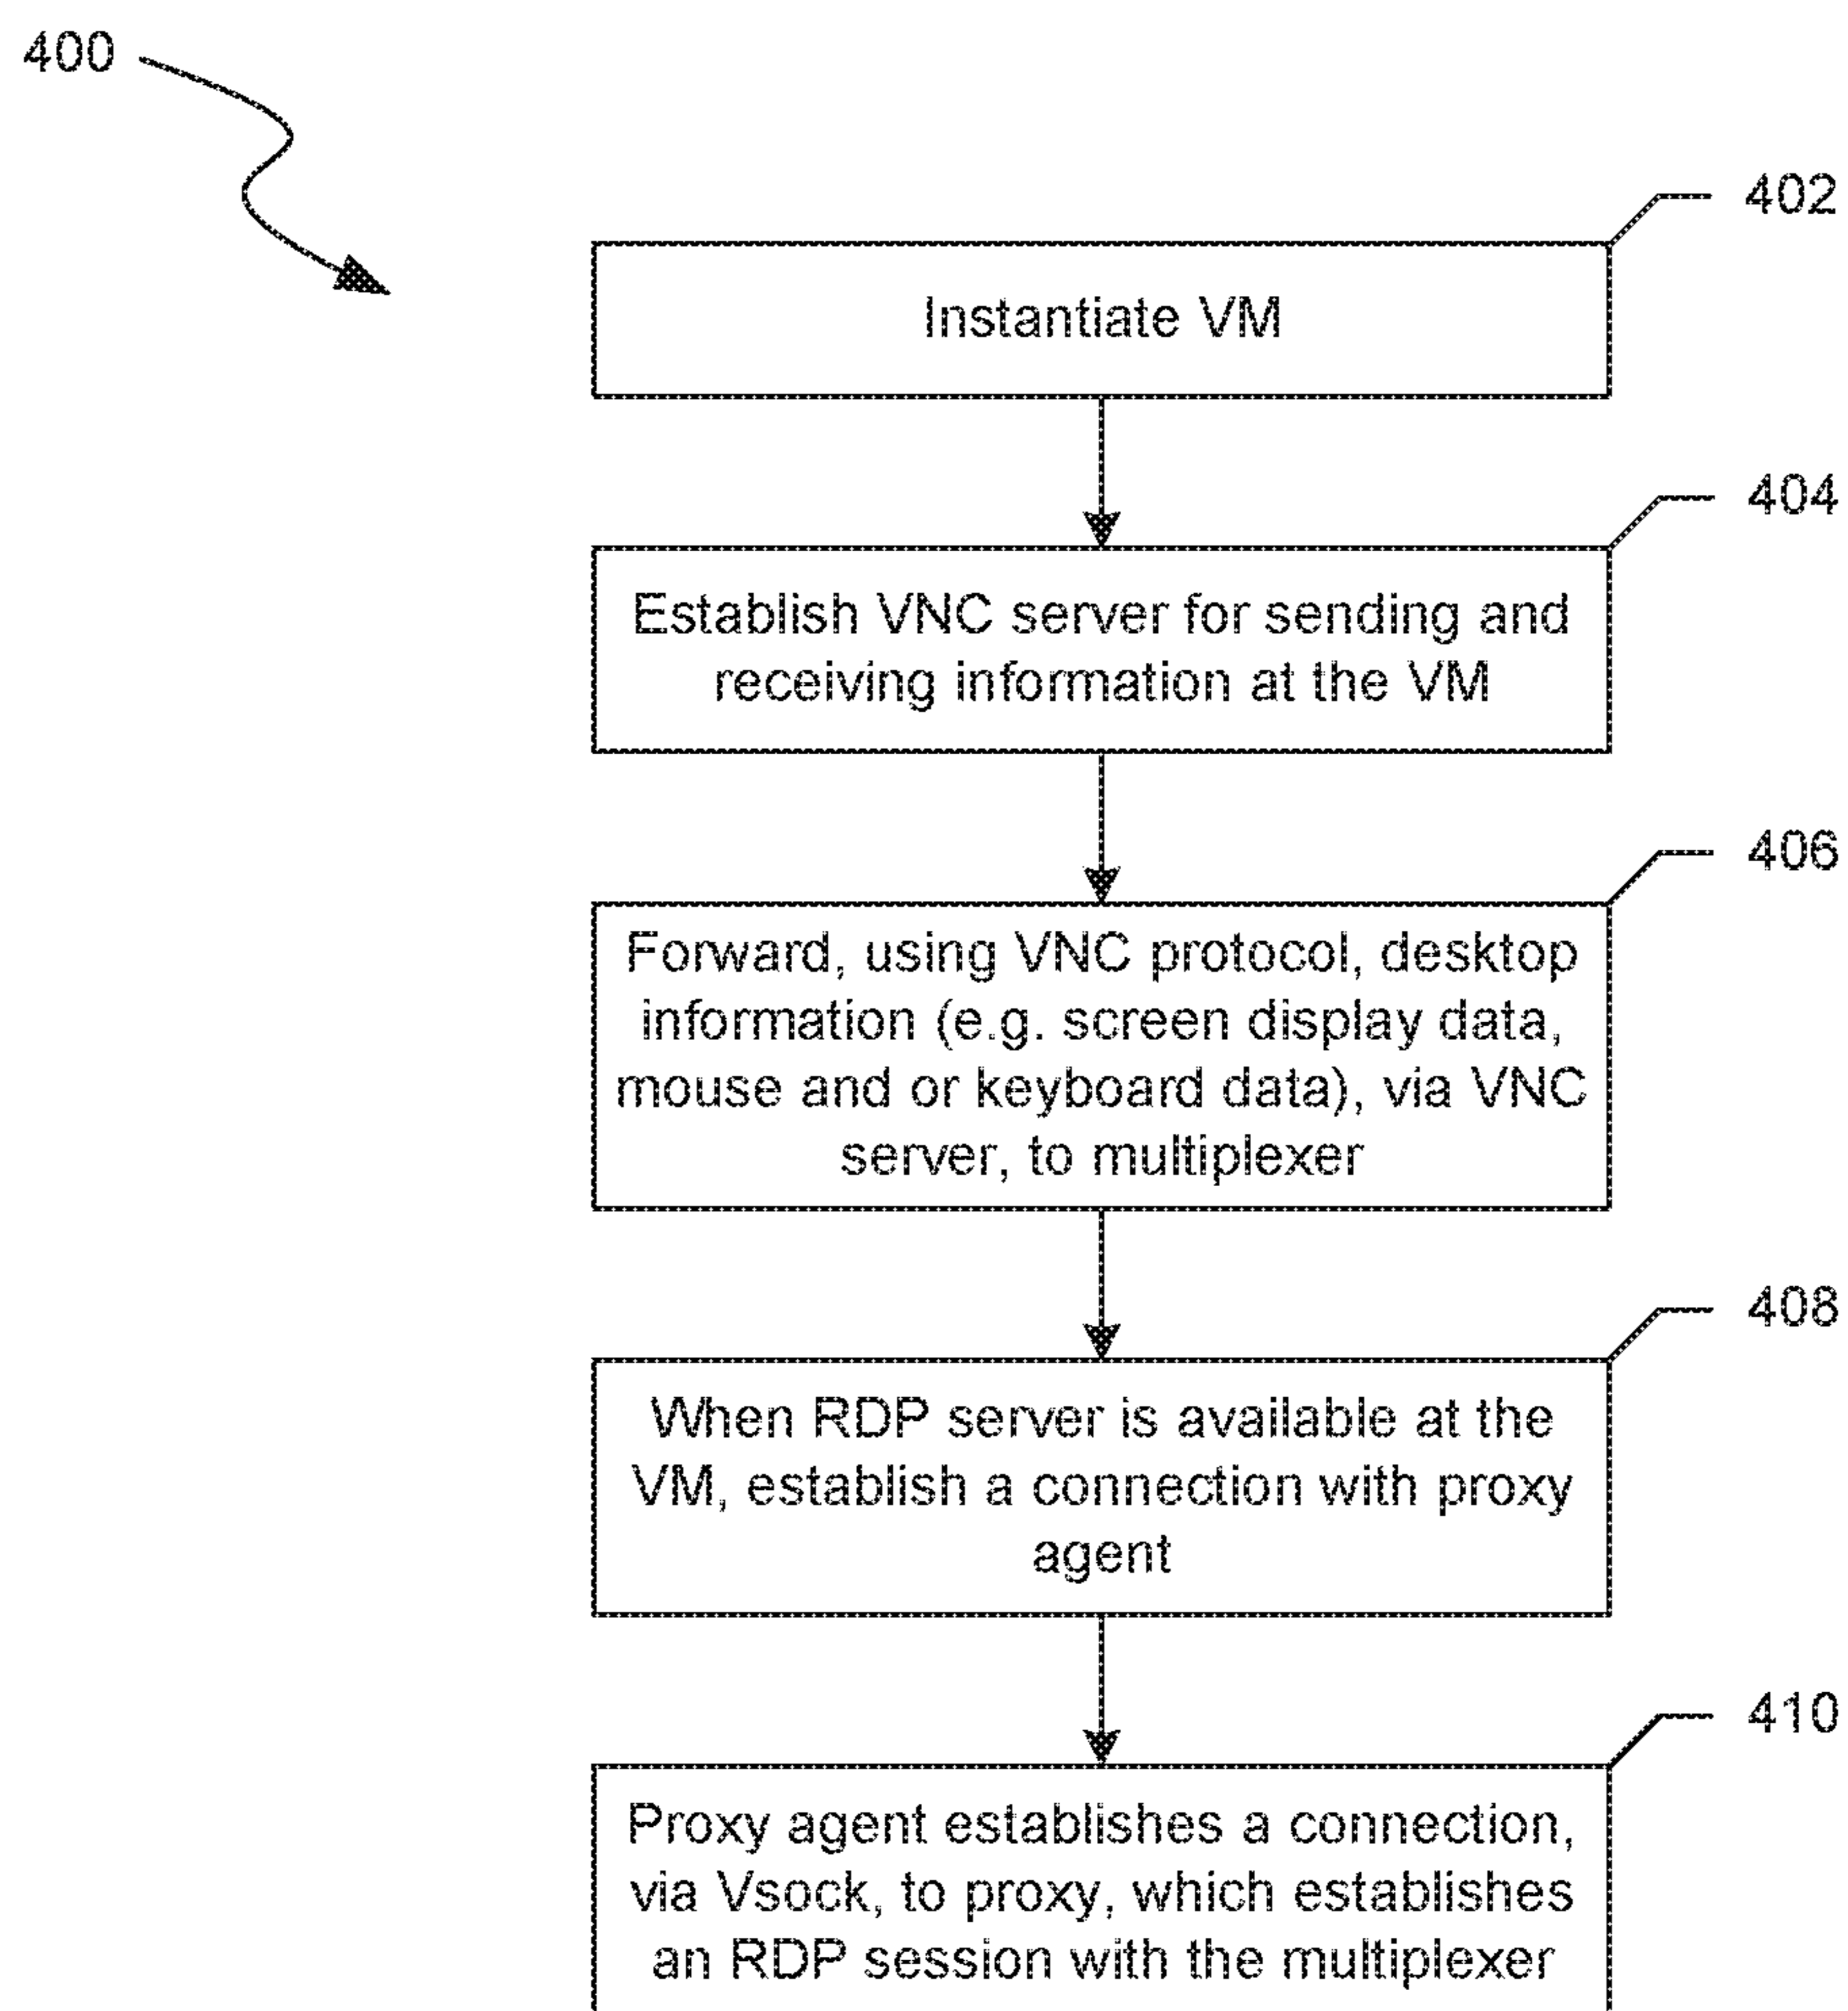 400
402
Instantiate VM
404
Establish VNC server for sending and
receiving information at the VM
406
Forward, using VNC protocol, desktop
information (e.g. screen display data,
mouse and or keyboard data), via VNC
server, to multiplexer
408
When RDP server is available at the
VM, establish a connection with proxy
agent
410
Proxy agent establishes a connection,
via Vsock, to proxy, which establishes
an RDP session with the multiplexer